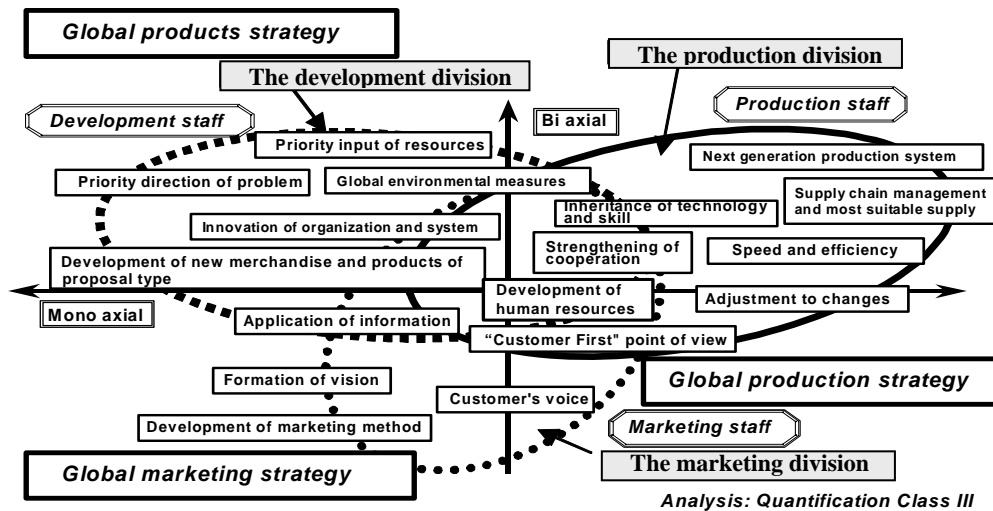 Global products strategy
The development division
The production division
Development staff
Bi axial
Production staff
Priority input of resources
Next generation production system
Priority direction of problem
Global environmental measures
Supply chain management
and most suitable supply
Inheritance of technology
and skill
Innovation of organization and system
Strengthening of
cooperation
Speed and efficiency
Development of new merchandise and products of
proposal type
Development of
human resources
Adjustment to changes
Mono axial
Application of information
“Customer First" point of view
Formation of vision
Global production strategy
Customer's voice
Development of marketing method
Marketing staff
Global marketing strategy
The marketing division
Analysis: Quantification Class III